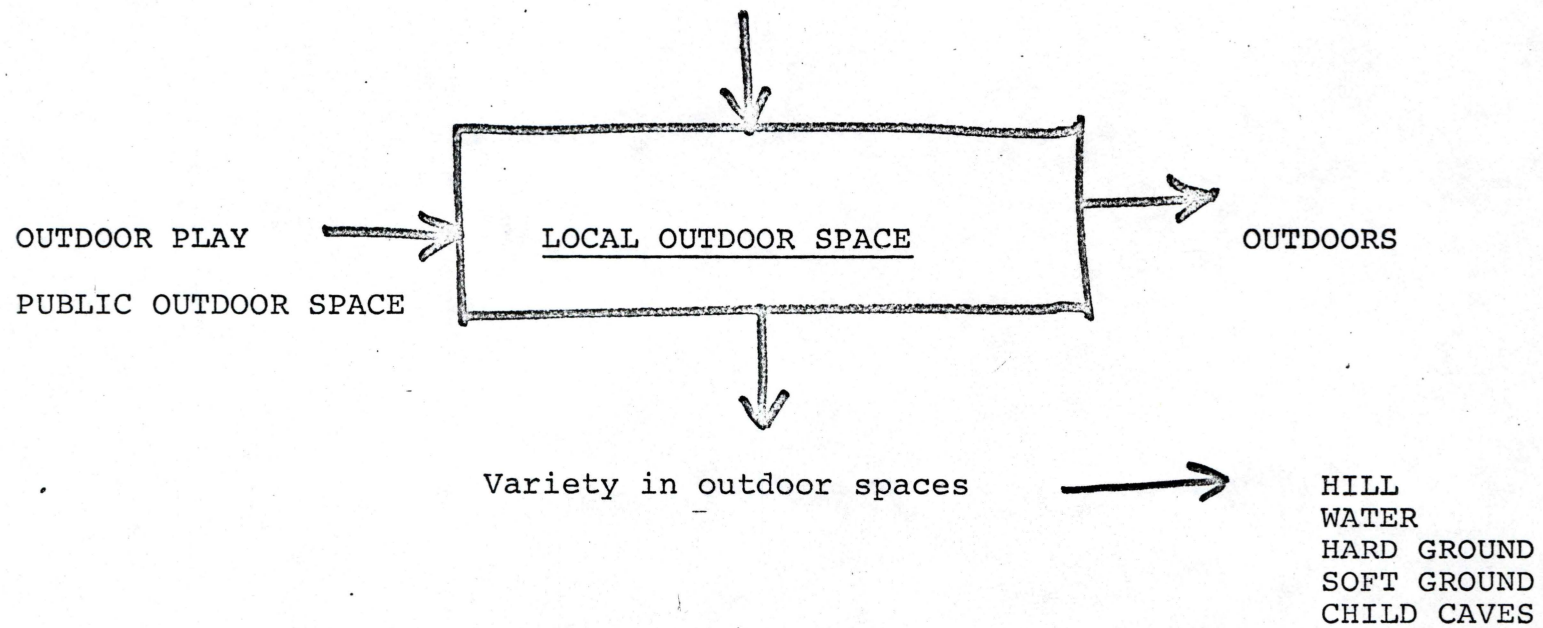 OUTDOOR PLAY
LOCAL OUTDOOR SPACE
OUTDOORS
PUBLIC OUTDOOR SPACE
Variety in outdoor spaces
HILL
WATER
HARD GROUND
SOFT GROUND
CHILD CAVES